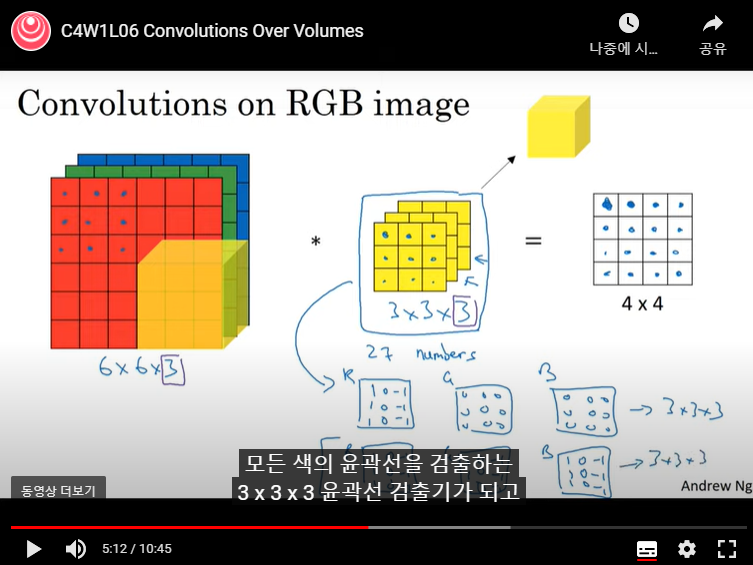 C4W1L06 Convolutions Over Volumes
나중에 시...
공유
Convolutions on RGB image
*
=
3 x 3 x 3
4 x 4
6 x 6 x 3
27 numbers
R
G
B
1 0 -1
1 0 -1
1 0 -1
0 0 0
0 0 0
0 0 0
0 0 0
0 0 0
0 0 0
→ 3 x 3 x 3
B
1 0 -1
1 0 -1
1 0 -1
→ 3 x 3 x 3
모든 색의 윤곽선을 검출하는
3 x 3 x 3 윤곽선 검출기가 되고
동영상 더보기
Andrew Ng
5:12 / 10:45